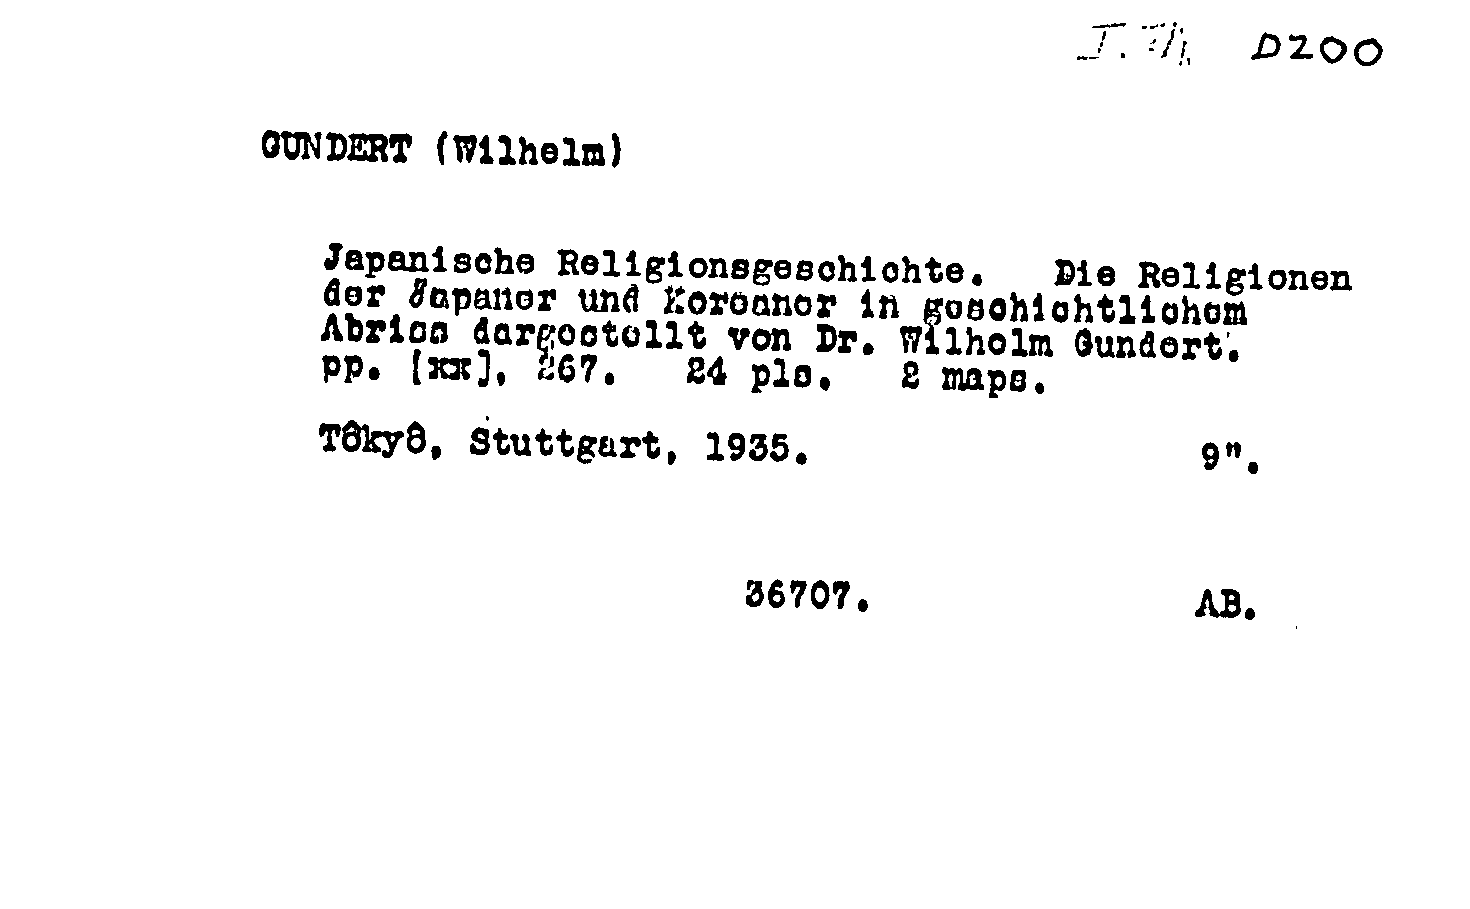 D200
GUNDERT (Wilhelm)
Japanische Religionsgeschichte. Die Religionen
der Japaner und Koreaner in geschichtlichem
Abriss dargestellt von Dr. Wilhelm Gundert.
pp. [xx], 267. 24 pls. 2 maps.
Tôkyô, Stuttgart, 1935. 9".
36707. AB.